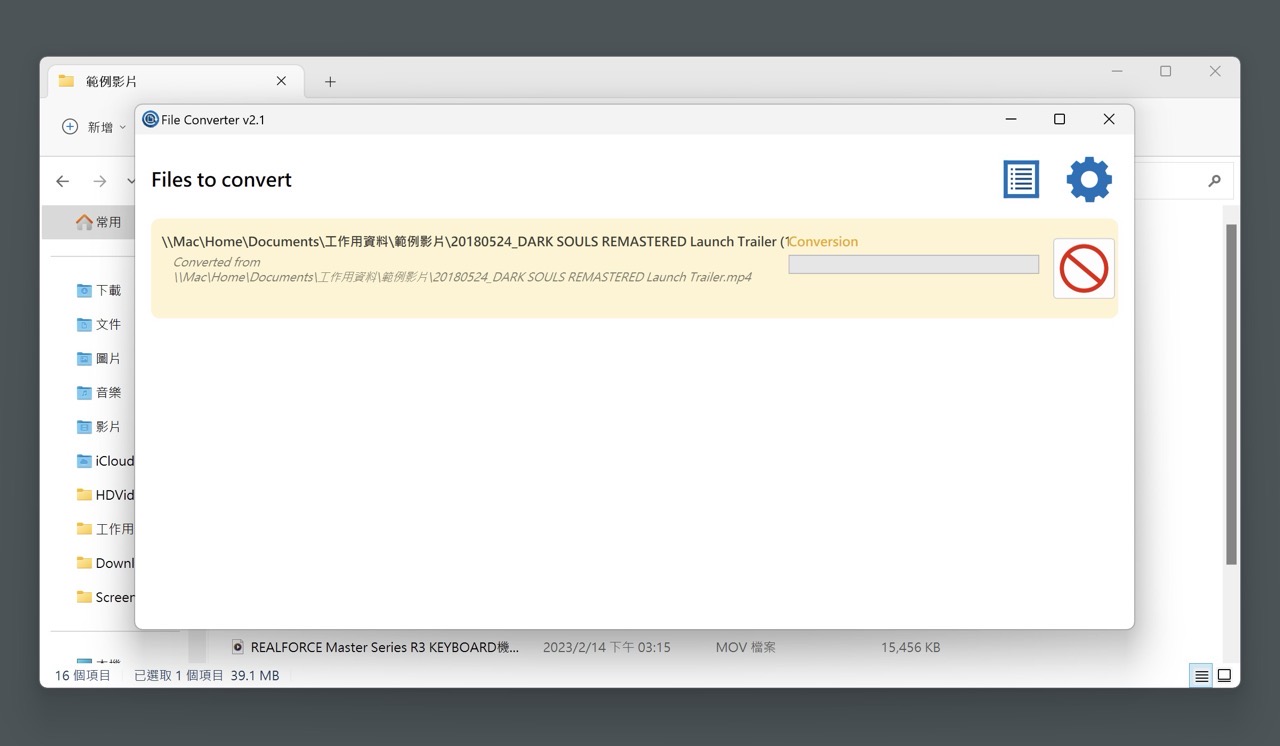 範例影片
新增
File Converter v2.1
Files to convert
常用
\\Mac\Home\Documents\工作用資料\範例影片\20180524_DARK SOULS REMASTERED Launch Trailer (1
Conversion
Converted from
\\Mac\Home\Documents\工作用資料\範例影片\20180524_DARK SOULS REMASTERED Launch Trailer.mp4
下載
文件
圖片
音樂
影片
iCloud
HDVid
工作用
Downl
Screen
REALFORCE Master Series R3 KEYBOARD機... 2023/2/14 下午 03:15 MOV 檔案 15,456 KB
16 個項目 已選取 1 個項目 39.1 MB